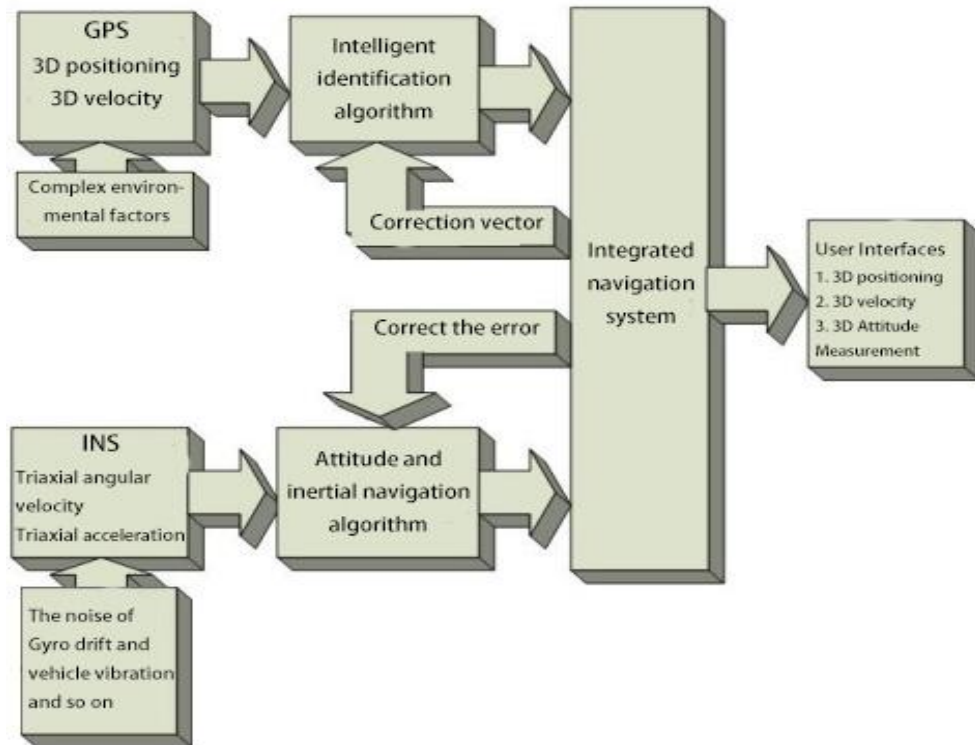 GPS
3D positioning
3D velocity
Complex environ-
mental factors
Intelligent
identification
algorithm
Correction vector
Correct the error
INS
Triaxial angular
velocity
Triaxial acceleration
The noise of
Gyro drift and
vehicle vibration
and so on
Attitude and
inertial navigation
algorithm
Integrated
navigation
system
User Interfaces
1. 3D positioning
2. 3D velocity
3. 3D Attitude
Measurement